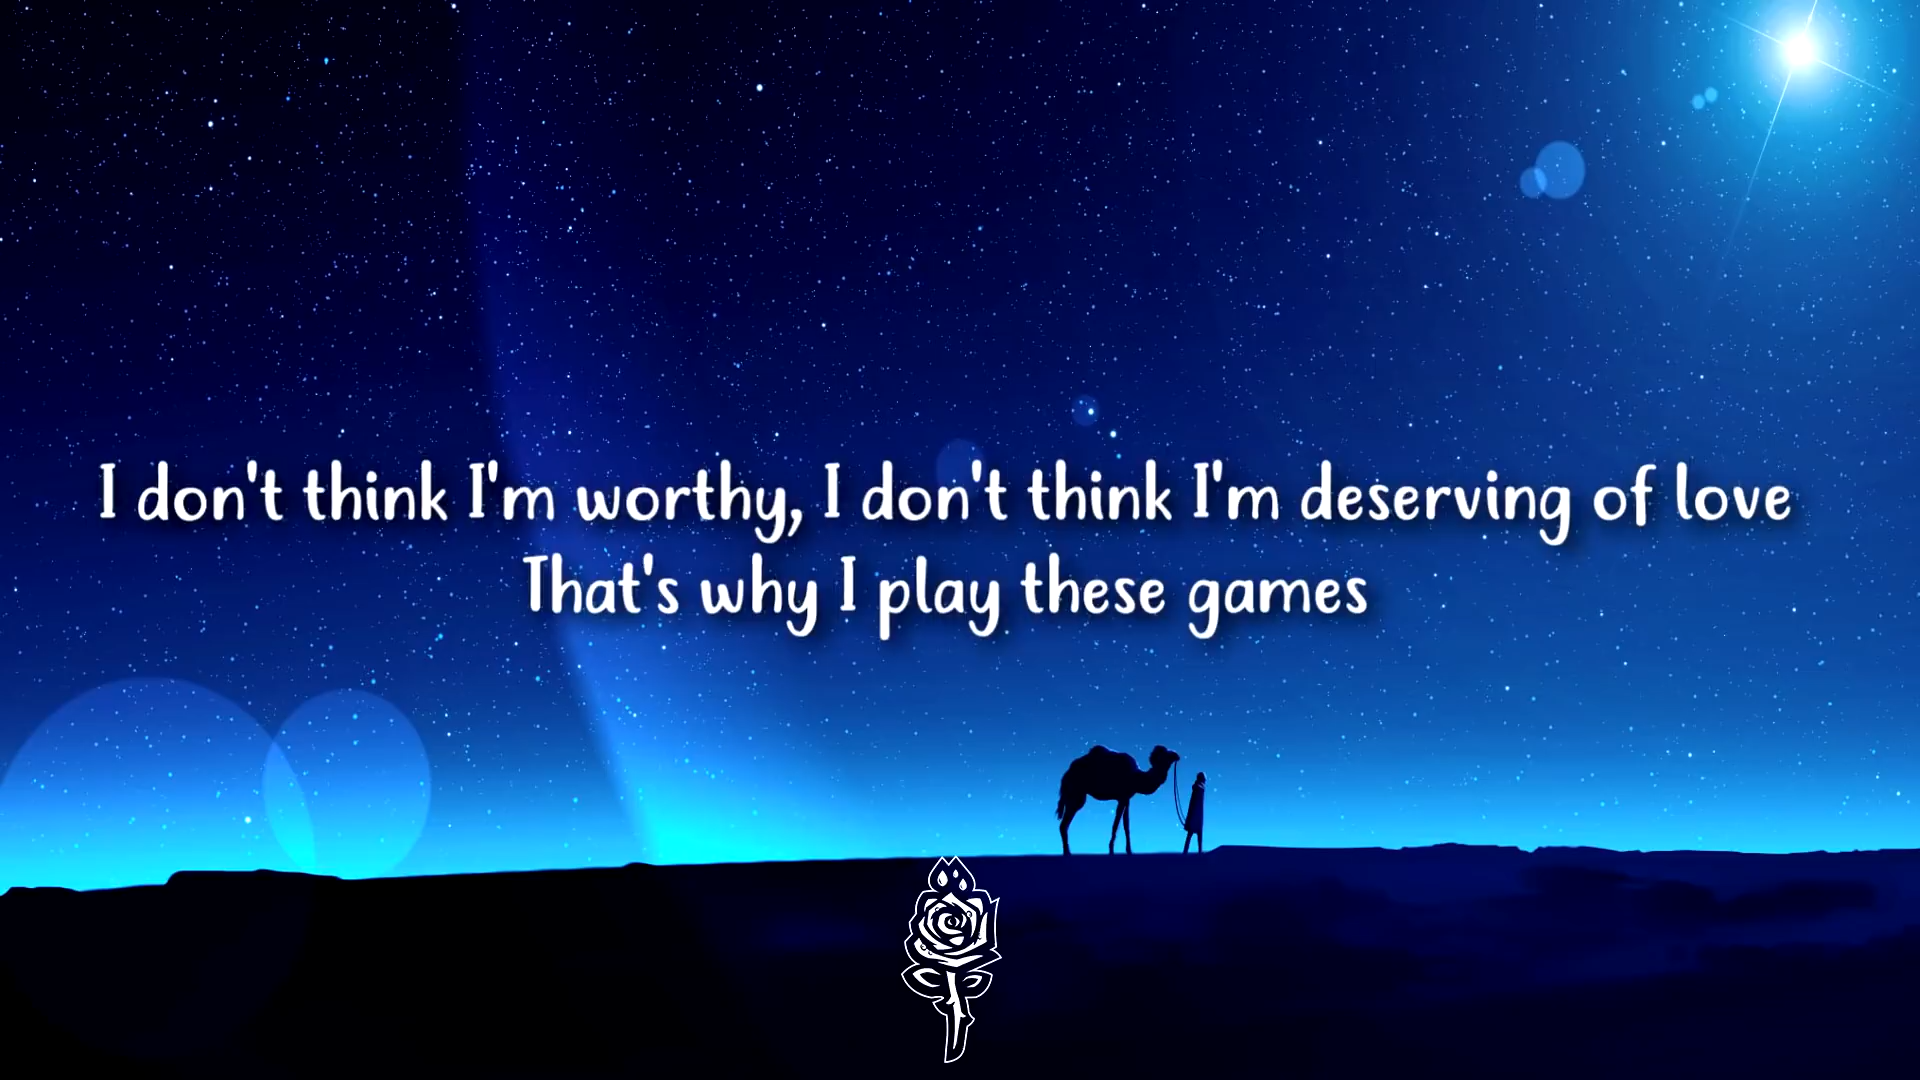 I don't think I'm worthy, I don't think I'm deserving of love
That's why I play these games